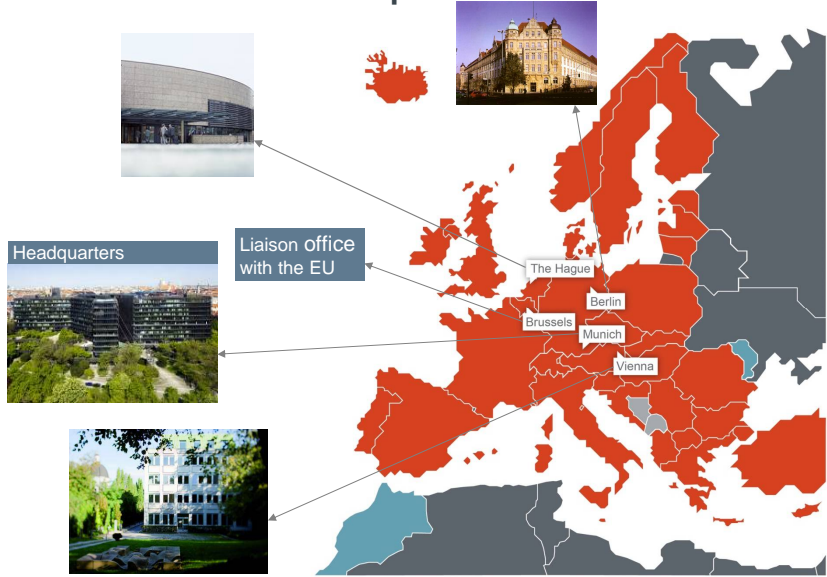 Headquarters
Liaison office
with the EU
The Hague
Berlin
Brussels
Munich
Vienna